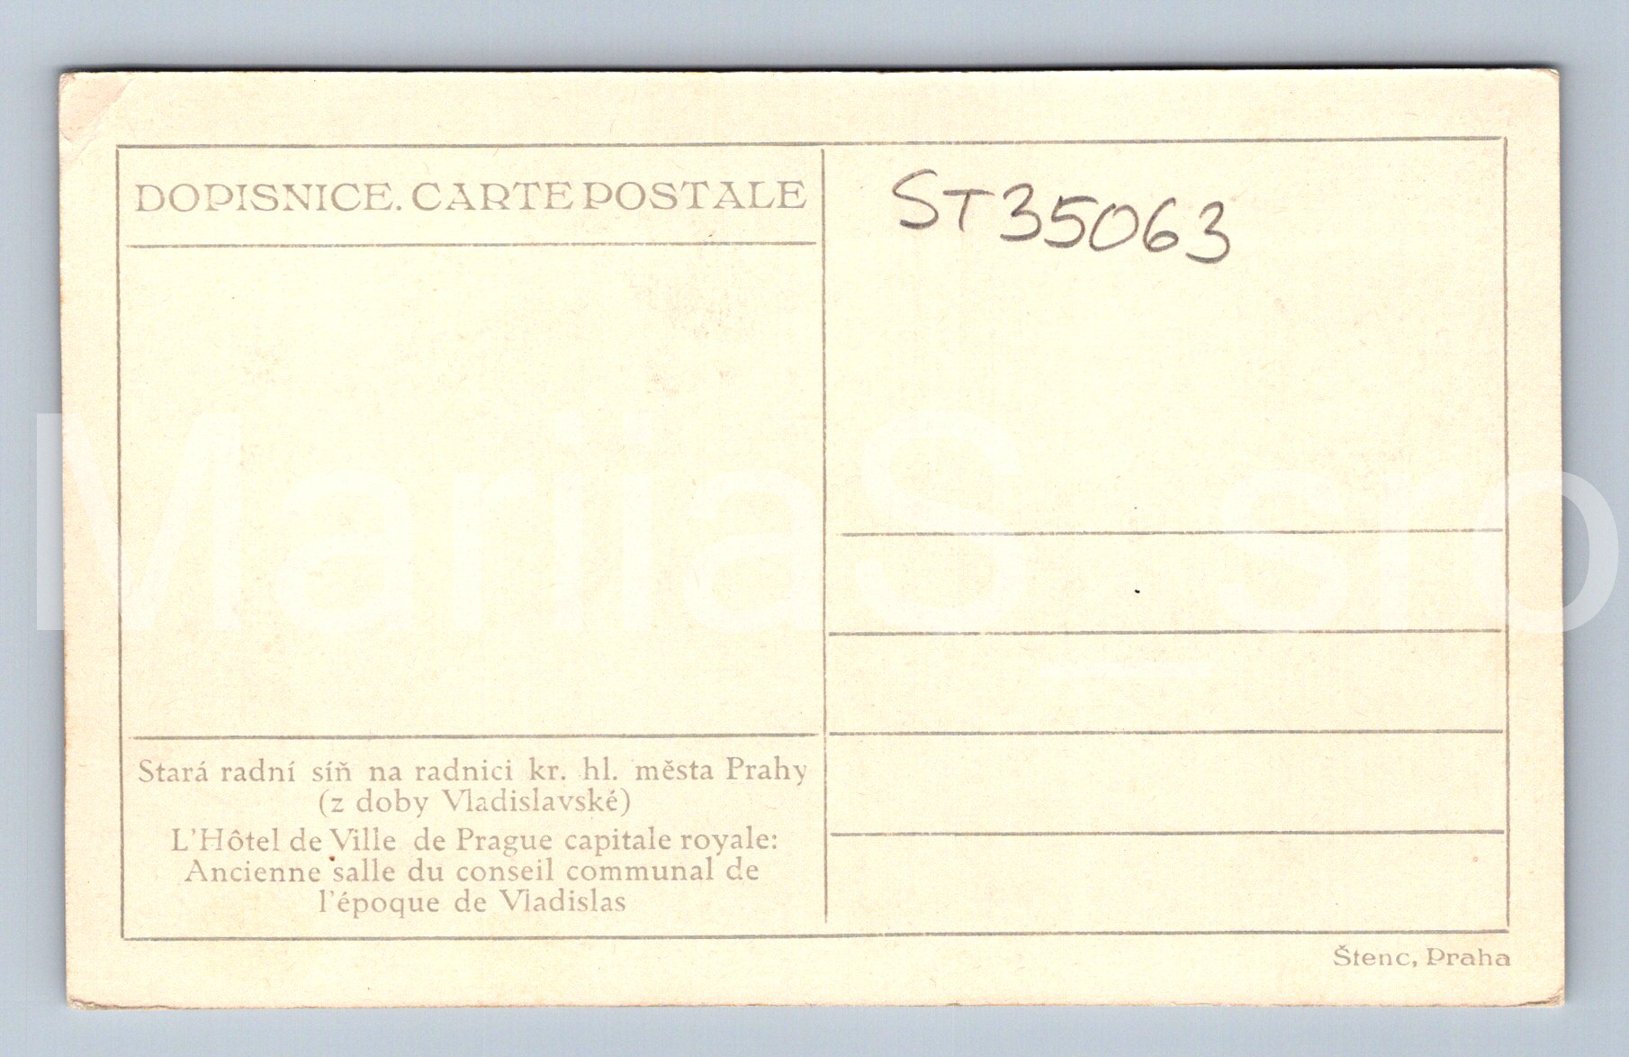 DOPISNICE. CARTE POSTALE
ST35063
Stará radní síň na radnici kr. hl. města Prahy
(z doby Vladislavské)
L'Hôtel de Ville de Prague capitale royale:
Ancienne salle du conseil communal de
l'époque de Vladislas
Štenc, Praha
MariiaS_sro